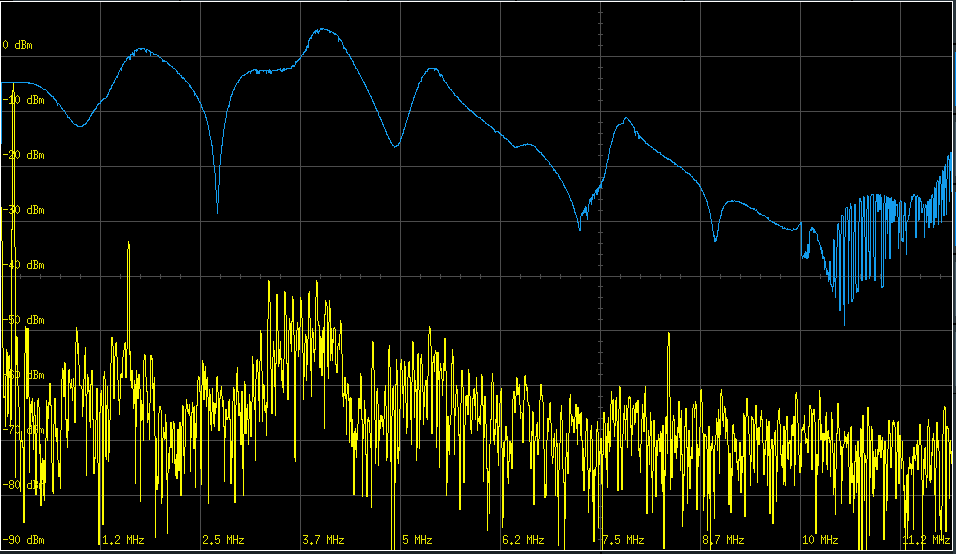 0 dBm
-10 dBm
-20 dBm
-30 dBm
-40 dBm
-50 dBm
-60 dBm
-70 dBm
-80 dBm
-90 dBm
1.2 MHz
2.5 MHz
3.7 MHz
5 MHz
6.2 MHz
7.5 MHz
8.7 MHz
10 MHz
11.2 MHz